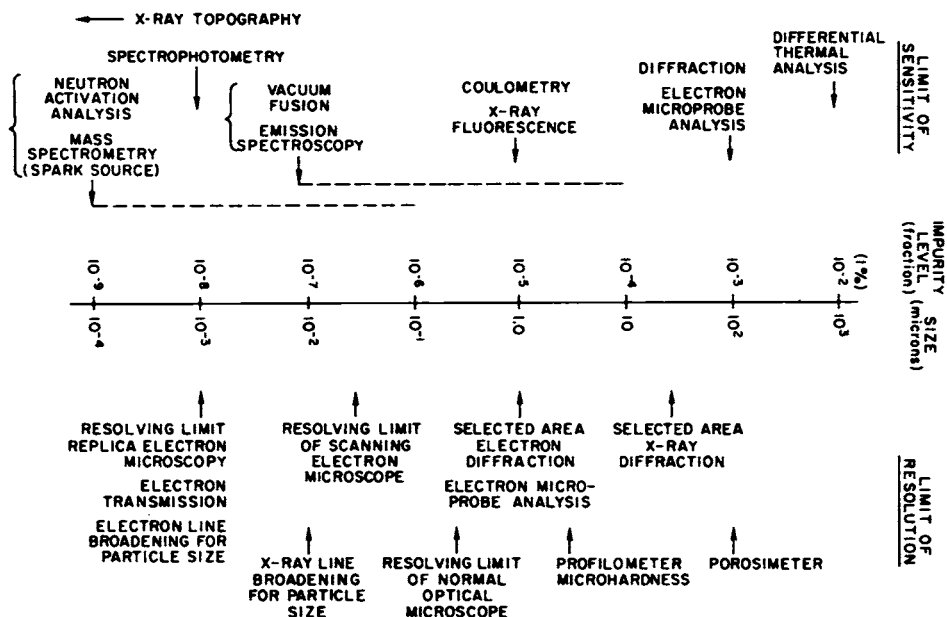 X-RAY TOPOGRAPHY
SPECTROPHOTOMETRY
NEUTRON
ACTIVATION
ANALYSIS
MASS
SPECTROMETRY
(SPARK SOURCE)
VACUUM
FUSION
EMISSION
SPECTROSCOPY
COULOMETRY
X-RAY
FLUORESCENCE
DIFFRACTION
ELECTRON
MICROPROBE
ANALYSIS
DIFFERENTIAL
THERMAL
ANALYSIS
LIMIT OF
SENSITIVITY
10-9
10-8
10-7
10-6
10-5
10-4
10-3
10-2
(1%)
IMPURITY
LEVEL
(fraction)
10-4
10-3
10-2
10-1
1.0
10
102
103
SIZE
(microns)
RESOLVING LIMIT
REPLICA ELECTRON
MICROSCOPY
ELECTRON
TRANSMISSION
ELECTRON LINE
BROADENING FOR
PARTICLE SIZE
X-RAY LINE
BROADENING
FOR PARTICLE
SIZE
RESOLVING LIMIT
OF SCANNING
ELECTRON
MICROSCOPE
RESOLVING LIMIT
OF NORMAL
OPTICAL
MICROSCOPE
SELECTED AREA
ELECTRON
DIFFRACTION
ELECTRON MICRO-
PROBE ANALYSIS
PROFILOMETER
MICROHARDNESS
SELECTED AREA
X-RAY
DIFFRACTION
POROSIMETER
LIMIT OF
RESOLUTION